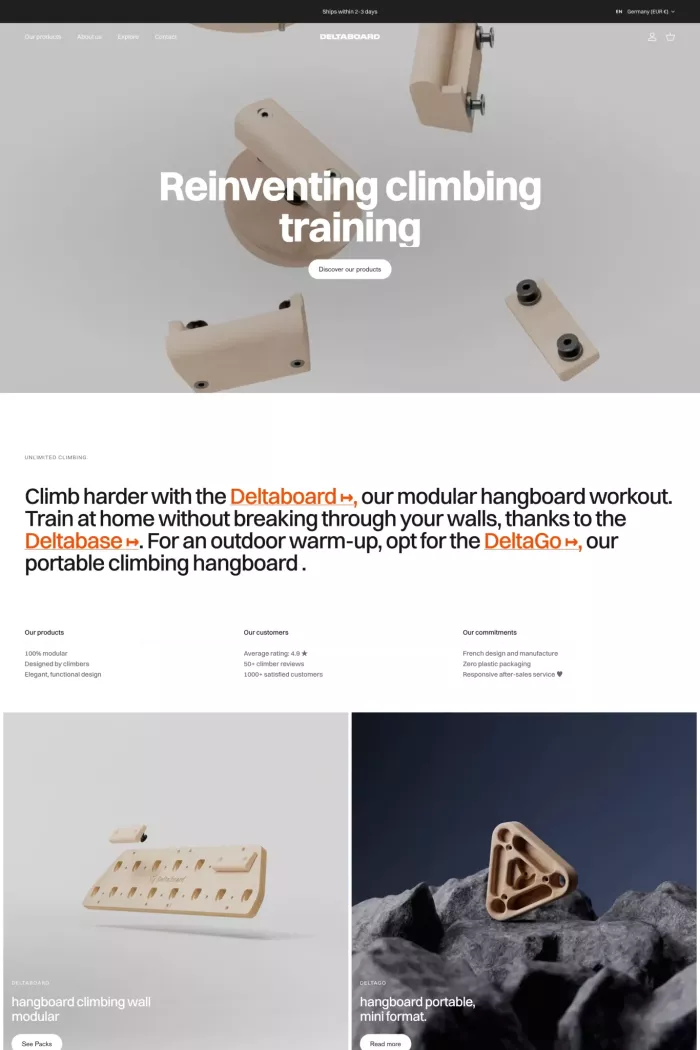 Ships within 2-3 days
EN Germany (EUR €)
Our products About us Explore Contact
DELTABOARD
Reinventing climbing
training
Discover our products
UNLIMITED CLIMBING
Climb harder with the Deltaboard ↦, our modular hangboard workout.
Train at home without breaking through your walls, thanks to the
Deltabase ↦. For an outdoor warm-up, opt for the DeltaGo ↦, our
portable climbing hangboard .
Our products
100% modular
Designed by climbers
Elegant, functional design
Our customers
Average rating: 4.9 ★
50+ climber reviews
1000+ satisfied customers
Our commitments
French design and manufacture
Zero plastic packaging
Responsive after-sales service ♥
Deltaboard
DELTABOARD
hangboard climbing wall
modular
See Packs
DELTAGO
hangboard portable,
mini format.
Read more